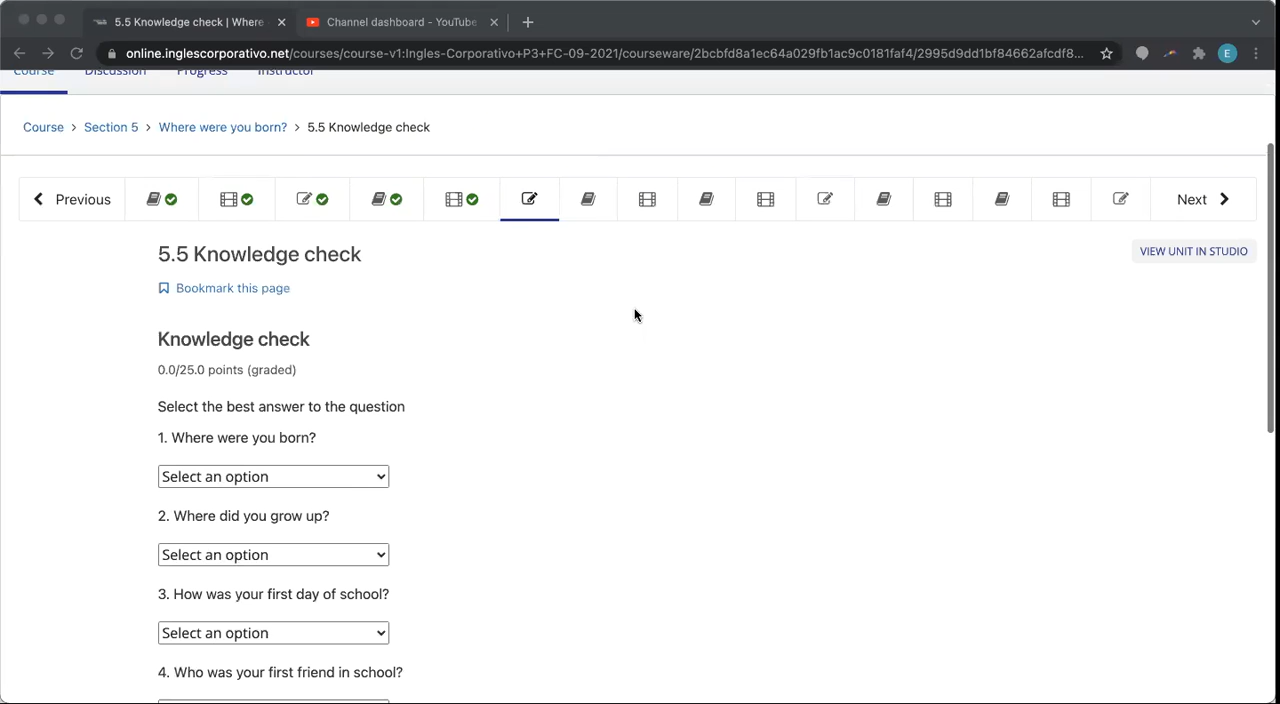 5.5 Knowledge check | Where
Channel dashboard - YouTube
online.inglescorporativo.net/courses/course-v1:Ingles-Corporativo+P3+FC-09-2021/courseware/2bcbfd8a1ec64a029fb1ac9c0181faf4/2995d9dd1bf84662afcdf8...
E
Course Discussion Progress Instructor
Course > Section 5 > Where were you born? > 5.5 Knowledge check
Previous
Next
5.5 Knowledge check
VIEW UNIT IN STUDIO
Bookmark this page
Knowledge check
0.0/25.0 points (graded)
Select the best answer to the question
1. Where were you born?
Select an option
2. Where did you grow up?
Select an option
3. How was your first day of school?
Select an option
4. Who was your first friend in school?